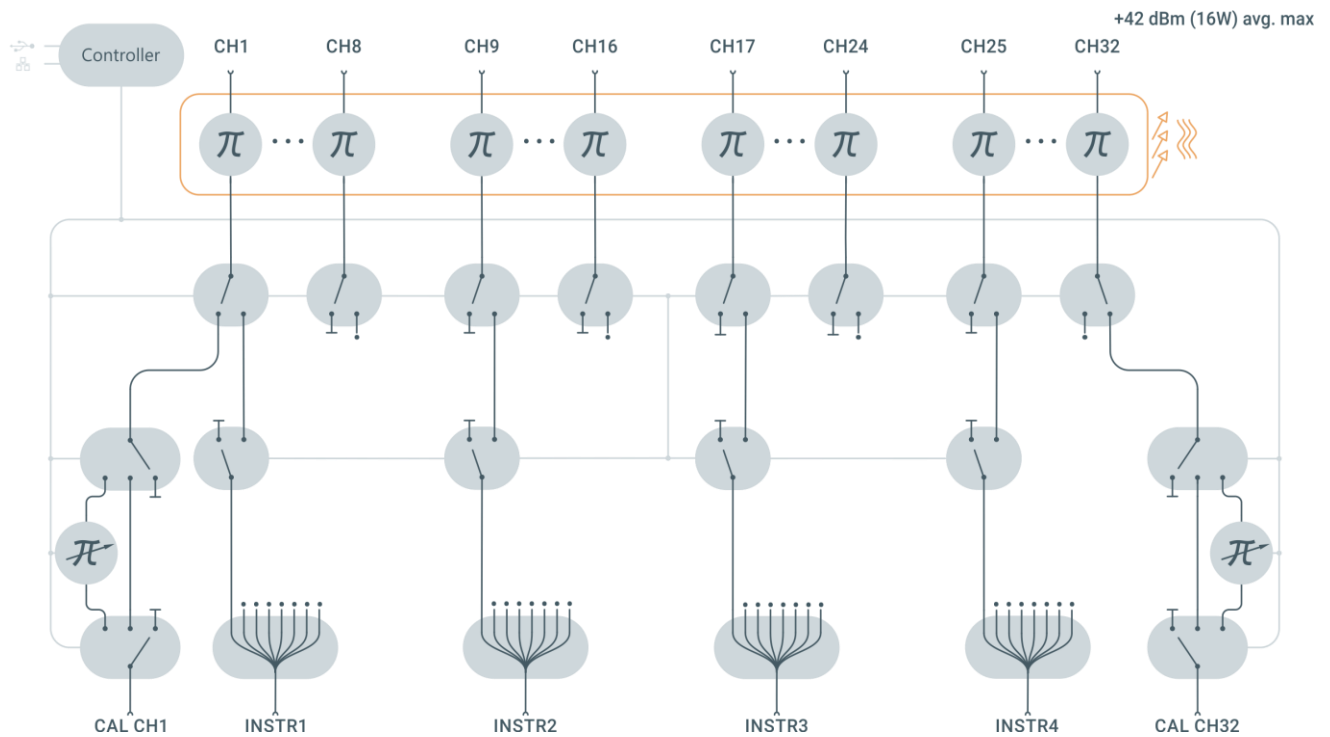 +42 dBm (16W) avg. max
Controller
CH1 CH8 CH9 CH16 CH17 CH24 CH25 CH32
π ••• π π ••• π π ••• π π ••• π
π π
CAL CH1 INSTR1 INSTR2 INSTR3 INSTR4 CAL CH32